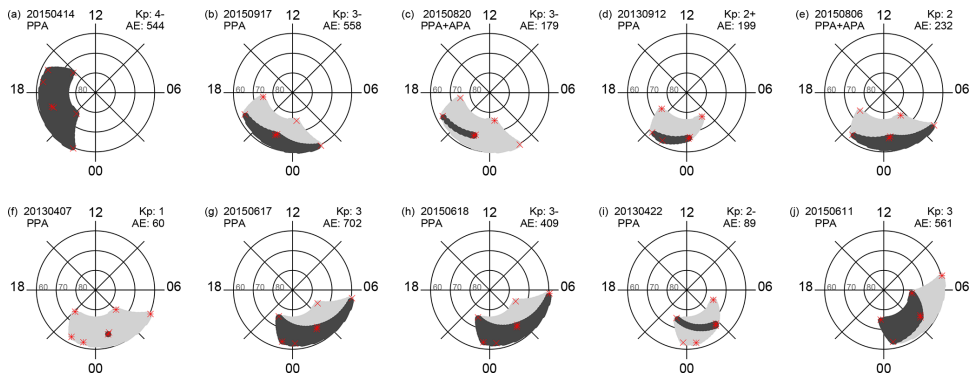 (a) 20150414 12 Kp: 4-
PPA AE: 544
18 80
00
(b) 20150917 12 Kp: 3-
PPA AE: 558
18 60 70 80 06
00
(c) 20150820 12 Kp: 3-
PPA+APA AE: 179
18 60 70 80 06
00
(d) 20130912 12 Kp: 2+
PPA AE: 199
18 60 70 80 06
00
(e) 20150806 12 Kp: 2
PPA+APA AE: 232
18 60 70 80 06
00
(f) 20130407 12 Kp: 1
PPA AE: 60
18 60 70 80 06
00
(g) 20150617 12 Kp: 3
PPA AE: 702
18 60 70 80 06
00
(h) 20150618 12 Kp: 3-
PPA AE: 409
18 60 70 80 06
00
(i) 20130422 12 Kp: 2-
PPA AE: 89
18 60 70 80 06
00
(j) 20150611 12 Kp: 3
PPA AE: 561
18 60 70 80 06
00